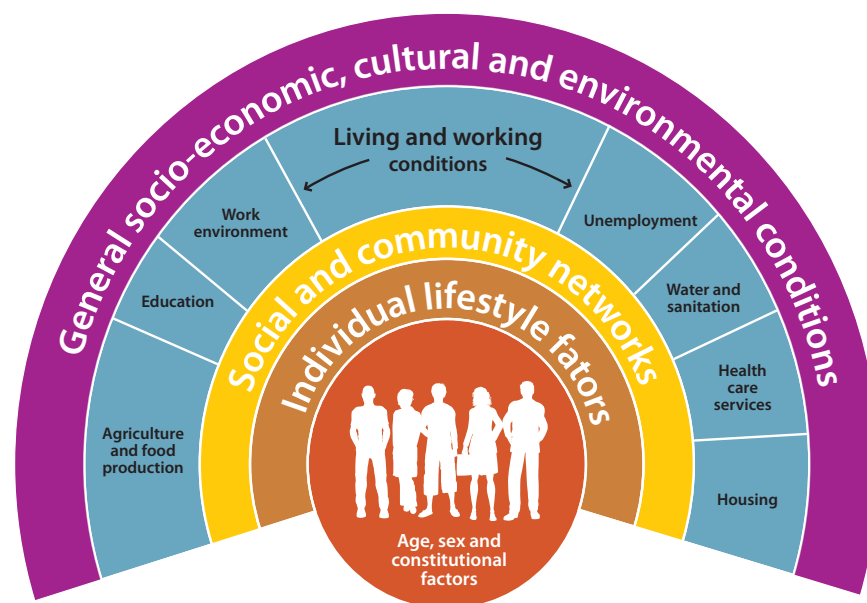 General socio-economic, cultural and environmental conditions
Living and working
conditions
Work
environment
Unemployment
Education
Water and
sanitation
Agriculture
and food
production
Health
care
services
Housing
Social and community networks
Individual lifestyle fators
Age, sex and
constitutional
factors